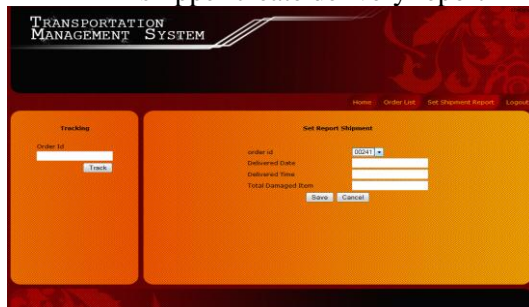 TRANSPORTATION
MANAGEMENT SYSTEM
Home Order List Set Shipment Report Logout
Tracking
Order Id
Track
Set Report Shipment
order id 00241
Delivered Date
Delivered Time
Total Damaged Item
Save Cancel